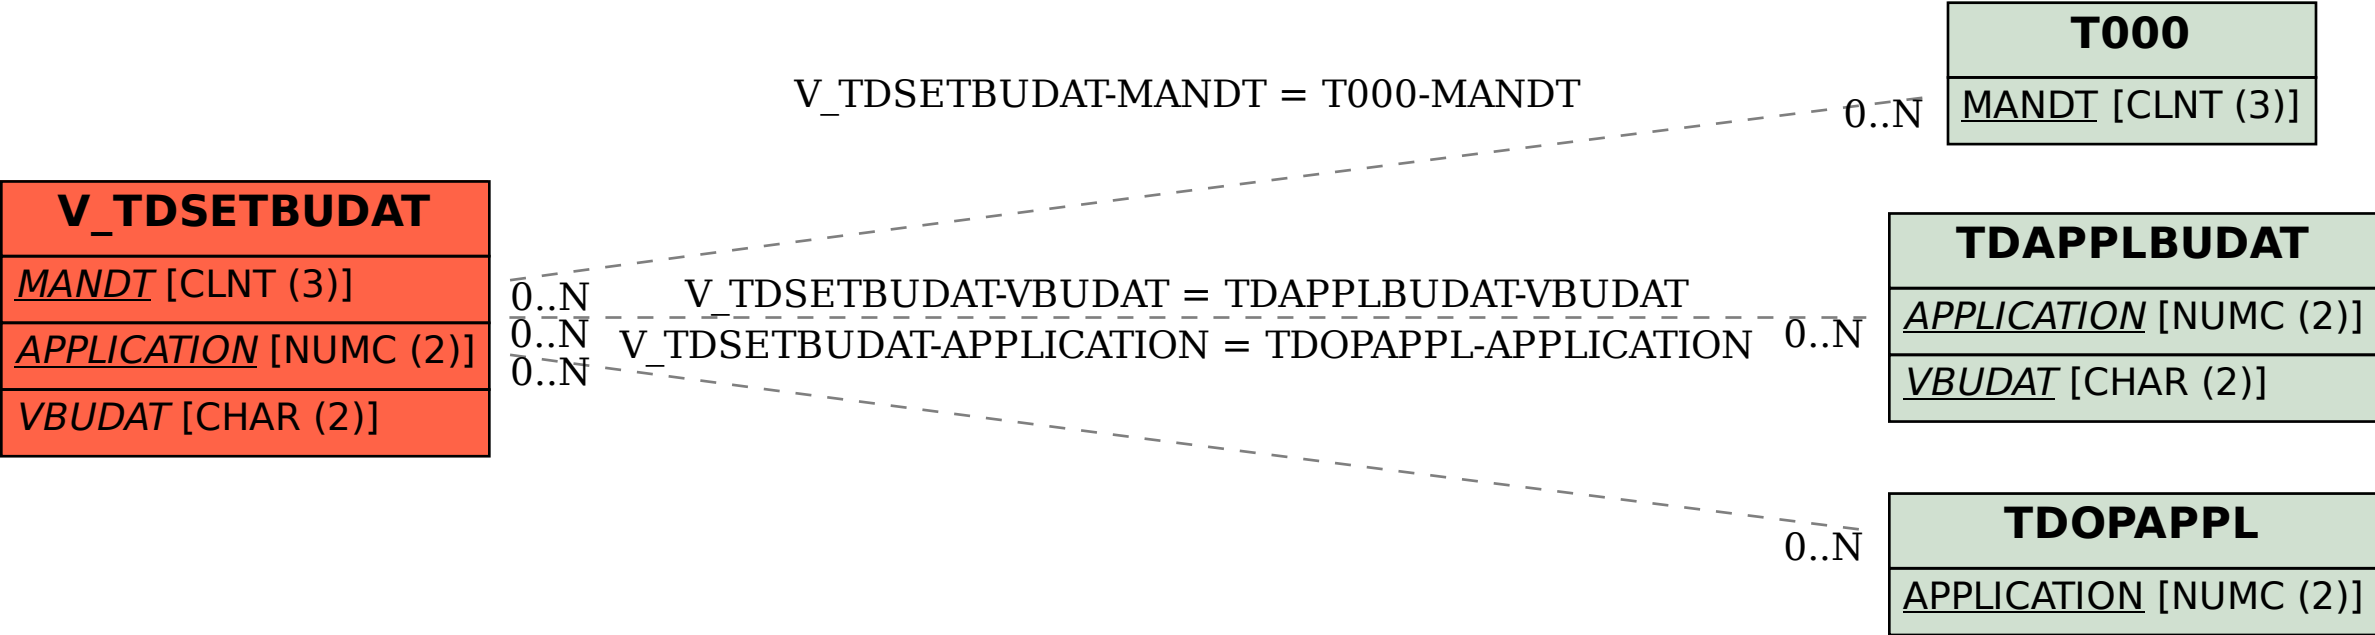 T000
MANDT [CLNT (3)]
V_TDSETBUDAT-MANDT = T000-MANDT
0..N
V_TDSETBUDAT
MANDT [CLNT (3)]
APPLICATION [NUMC (2)]
VBUDAT [CHAR (2)]
0..N
V_TDSETBUDAT-VBUDAT = TDAPPLBUDAT-VBUDAT
0..N
0..N
V_TDSETBUDAT-APPLICATION = TDOPAPPL-APPLICATION
0..N
TDAPPLBUDAT
APPLICATION [NUMC (2)]
VBUDAT [CHAR (2)]
0..N
TDOPAPPL
APPLICATION [NUMC (2)]